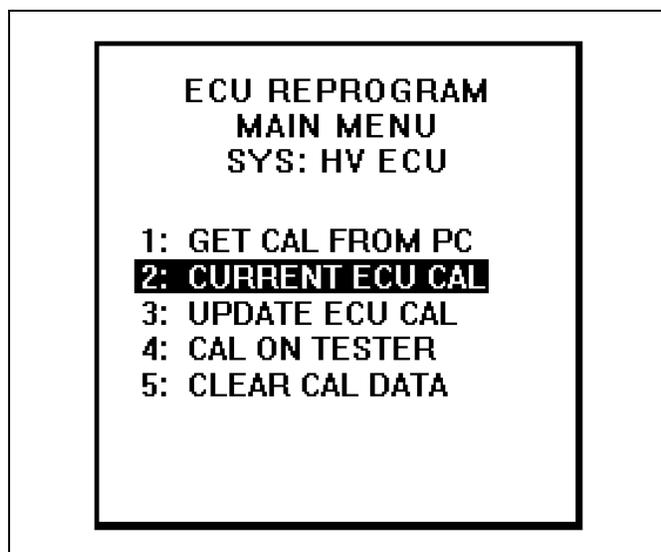 ECU REPROGRAM
MAIN MENU
SYS: HV ECU
1: GET CAL FROM PC
2: CURRENT ECU CAL
3: UPDATE ECU CAL
4: CAL ON TESTER
5: CLEAR CAL DATA